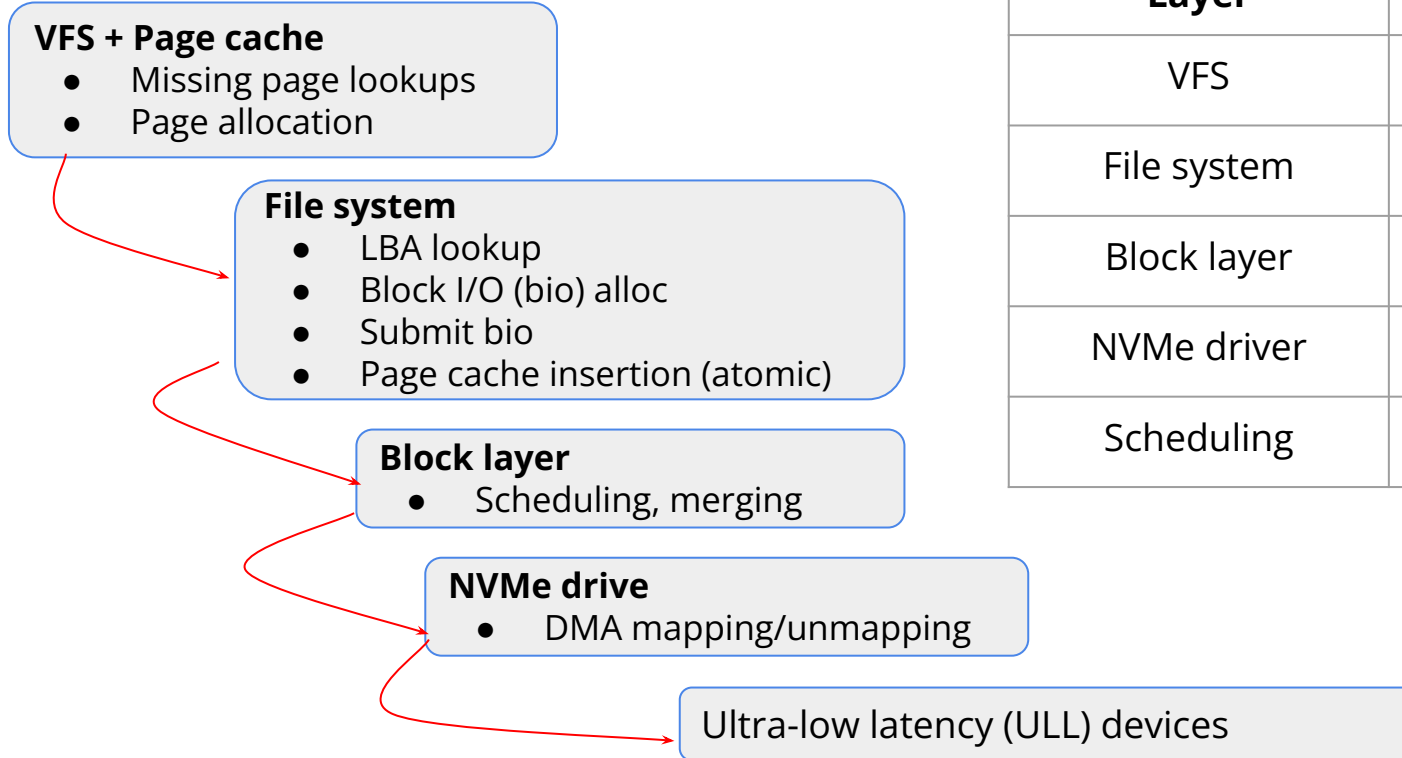 VFS + Page cache
● Missing page lookups
● Page allocation
File system
● LBA lookup
● Block I/O (bio) alloc
● Submit bio
● Page cache insertion (atomic)
Block layer
● Scheduling, merging
NVMe drive
● DMA mapping/unmapping
Ultra-low latency (ULL) devices
Layer
VFS
File system
Block layer
NVMe driver
Scheduling